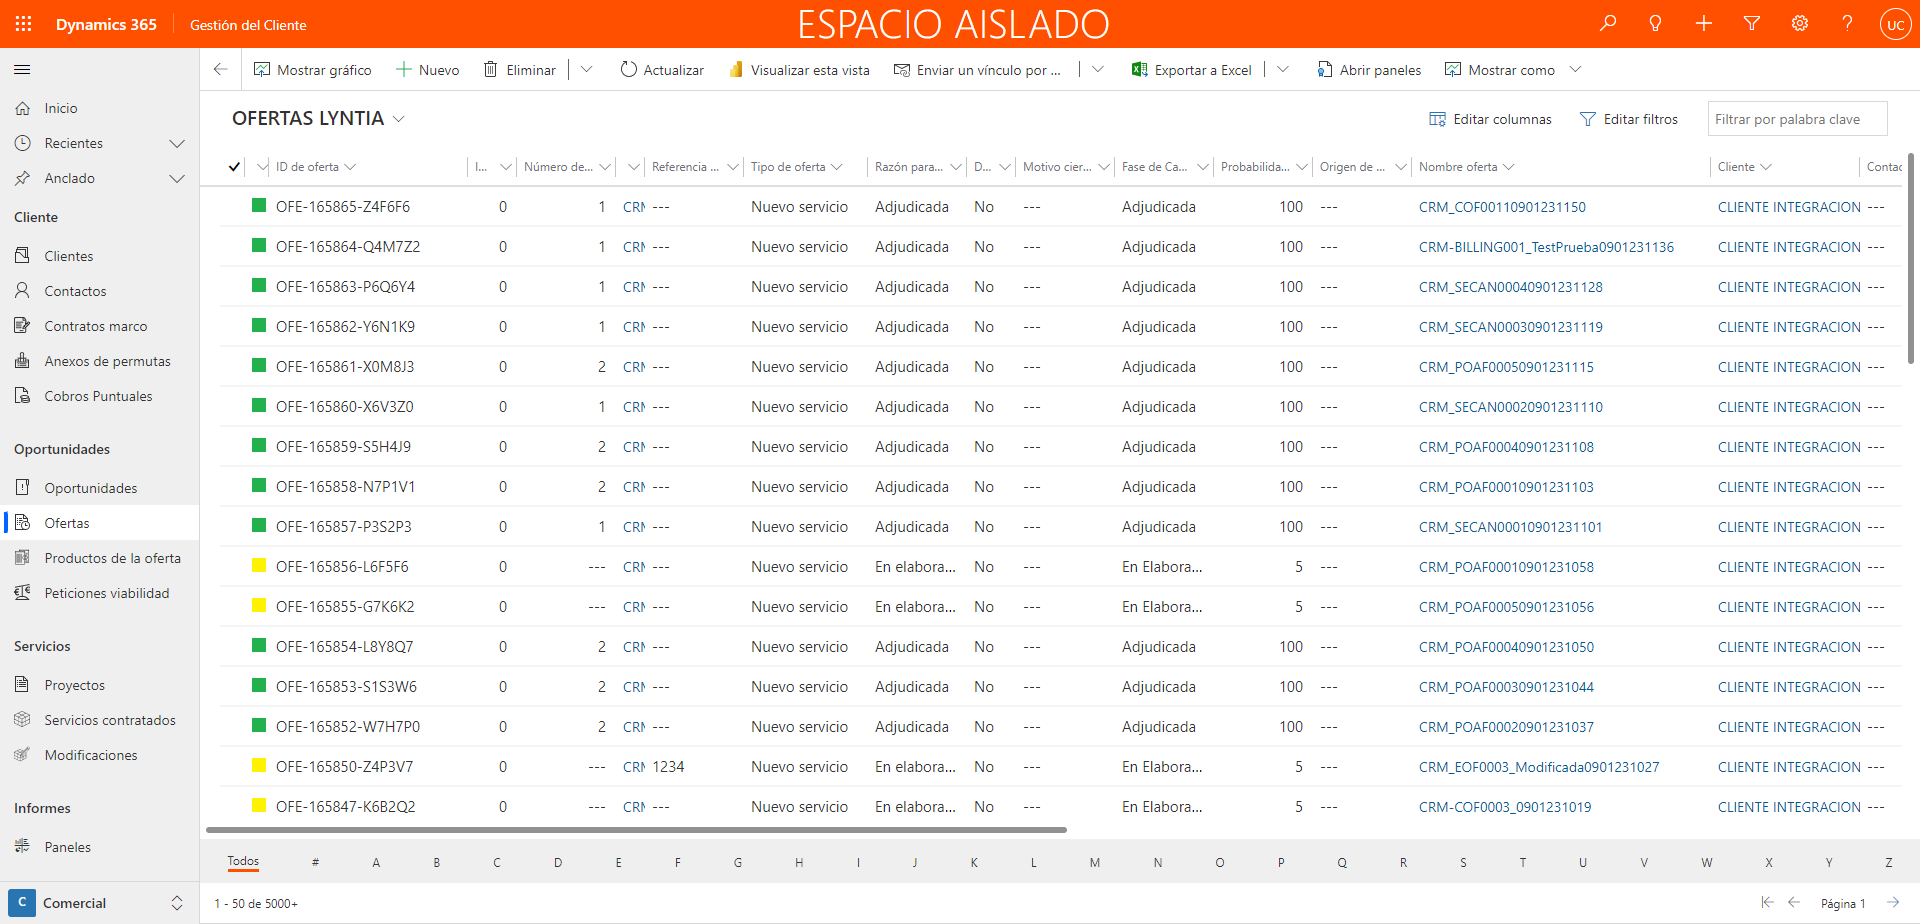 Dynamics 365 Gestión del Cliente ESPACIO AISLADO UC
Mostrar gráfico Nuevo Eliminar Actualizar Visualizar esta vista Enviar un vínculo por ... Exportar a Excel Abrir paneles Mostrar como
Inicio
Recientes
Anclado
Cliente
Clientes
Contactos
Contratos marco
Anexos de permutas
Cobros Puntuales
Oportunidades
Oportunidades
Ofertas
Productos de la oferta
Peticiones viabilidad
Servicios
Proyectos
Servicios contratados
Modificaciones
Informes
Paneles
C Comercial
OFERTAS LYNTIA Editar columnas Editar filtros Filtrar por palabra clave
ID de oferta I... Número de... Referencia ... Tipo de oferta Razón para... D... Motivo cier... Fase de Ca... Probabilida... Origen de ... Nombre oferta Cliente Contac
OFE-165865-Z4F6F6 0 1 CRM --- Nuevo servicio Adjudicada No --- Adjudicada 100 --- CRM_COF00110901231150 CLIENTE INTEGRACION ---
OFE-165864-Q4M7Z2 0 1 CRM --- Nuevo servicio Adjudicada No --- Adjudicada 100 --- CRM-BILLING001_TestPrueba0901231136 CLIENTE INTEGRACION ---
OFE-165863-P6Q6Y4 0 1 CRM --- Nuevo servicio Adjudicada No --- Adjudicada 100 --- CRM_SECAN00040901231128 CLIENTE INTEGRACION ---
OFE-165862-Y6N1K9 0 1 CRM --- Nuevo servicio Adjudicada No --- Adjudicada 100 --- CRM_SECAN00030901231119 CLIENTE INTEGRACION ---
OFE-165861-X0M8J3 0 2 CRM --- Nuevo servicio Adjudicada No --- Adjudicada 100 --- CRM_POAF00050901231115 CLIENTE INTEGRACION ---
OFE-165860-X6V3Z0 0 1 CRM --- Nuevo servicio Adjudicada No --- Adjudicada 100 --- CRM_SECAN00020901231110 CLIENTE INTEGRACION ---
OFE-165859-S5H4J9 0 2 CRM --- Nuevo servicio Adjudicada No --- Adjudicada 100 --- CRM_POAF00040901231108 CLIENTE INTEGRACION ---
OFE-165858-N7P1V1 0 2 CRM --- Nuevo servicio Adjudicada No --- Adjudicada 100 --- CRM_POAF00010901231103 CLIENTE INTEGRACION ---
OFE-165857-P3S2P3 0 1 CRM --- Nuevo servicio Adjudicada No --- Adjudicada 100 --- CRM_SECAN00010901231101 CLIENTE INTEGRACION ---
OFE-165856-L6F5F6 0 --- CRM --- Nuevo servicio En elabora... No --- En Elabora... 5 --- CRM_POAF00010901231058 CLIENTE INTEGRACION ---
OFE-165855-G7K6K2 0 --- CRM --- Nuevo servicio En elabora... No --- En Elabora... 5 --- CRM_POAF00050901231056 CLIENTE INTEGRACION ---
OFE-165854-L8Y8Q7 0 2 CRM --- Nuevo servicio Adjudicada No --- Adjudicada 100 --- CRM_POAF00040901231050 CLIENTE INTEGRACION ---
OFE-165853-S1S3W6 0 2 CRM --- Nuevo servicio Adjudicada No --- Adjudicada 100 --- CRM_POAF00030901231044 CLIENTE INTEGRACION ---
OFE-165852-W7H7P0 0 2 CRM --- Nuevo servicio Adjudicada No --- Adjudicada 100 --- CRM_POAF00020901231037 CLIENTE INTEGRACION ---
OFE-165850-Z4P3V7 0 --- CRM 1234 Nuevo servicio En elabora... No --- En Elabora... 5 --- CRM_EOF0003_Modificada0901231027 CLIENTE INTEGRACION ---
OFE-165847-K6B2Q2 0 --- CRM --- Nuevo servicio En elabora... No --- En Elabora... 5 --- CRM-COF0003_0901231019 CLIENTE INTEGRACION ---
Todos # A B C D E F G H I J K L M N O P Q R S T U V W X Y Z
1 - 50 de 5000+ Página 1